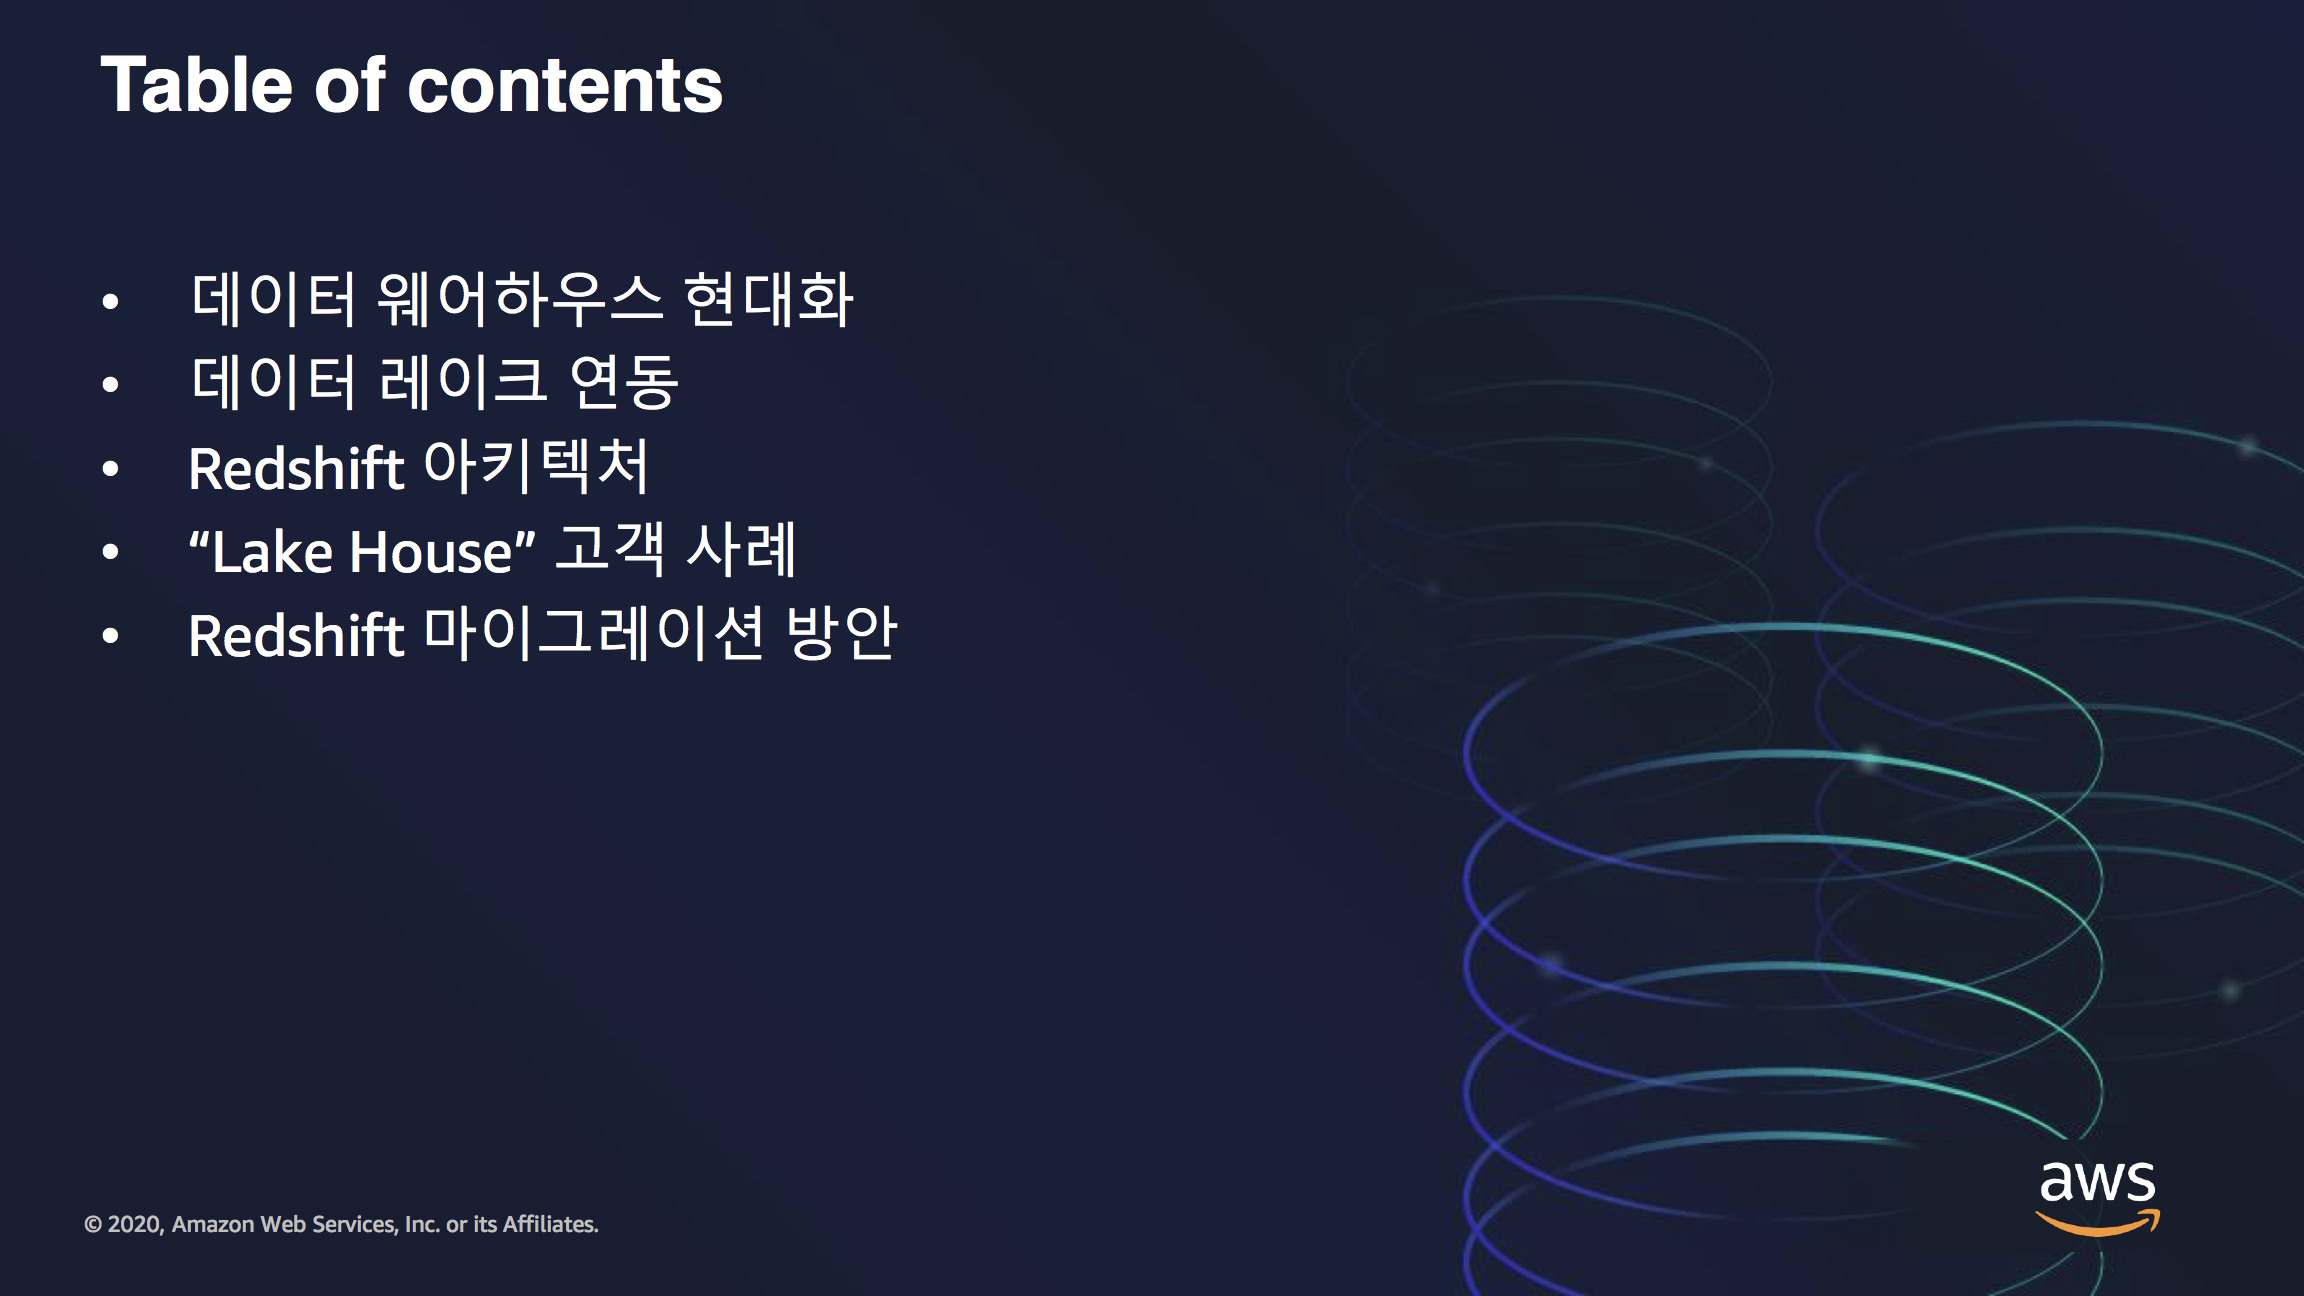 Table of contents
• 데이터 웨어하우스 현대화
• 데이터 레이크 연동
• Redshift 아키텍처
• “Lake House” 고객 사례
• Redshift 마이그레이션 방안
© 2020, Amazon Web Services, Inc. or its Affiliates.
aws